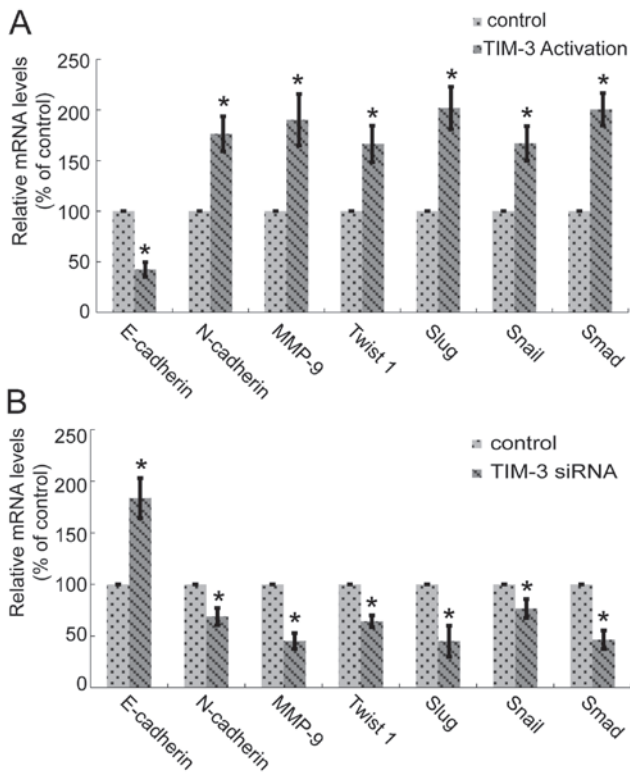 A
control
TIM-3 Activation
Relative mRNA levels
(% of control)
250
200
150
100
50
0
*
*
*
*
*
*
*
E-cadherin
N-cadherin
MMP-9
Twist 1
Slug
Snail
Smad
B
control
TIM-3 siRNA
Relative mRNA levels
(% of control)
250
200
150
100
50
0
*
*
*
*
*
*
*
E-cadherin
N-cadherin
MMP-9
Twist 1
Slug
Snail
Smad